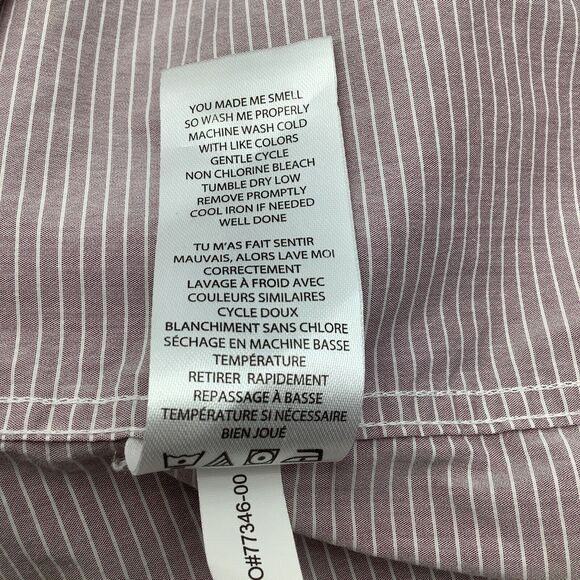 YOU MADE ME SMELL
SO WASH ME PROPERLY
MACHINE WASH COLD
WITH LIKE COLORS
GENTLE CYCLE
NON CHLORINE BLEACH
TUMBLE DRY LOW
REMOVE PROMPTLY
COOL IRON IF NEEDED
WELL DONE
TU M'AS FAIT SENTIR
MAUVAIS, ALORS LAVE MOI
CORRECTEMENT
LAVAGE À FROID AVEC
COULEURS SIMILAIRES
CYCLE DOUX
BLANCHIMENT SANS CHLORE
SÉCHAGE EN MACHINE BASSE
TEMPÉRATURE
RETIRER RAPIDEMENT
REPASSAGE À BASSE
TEMPÉRATURE SI NÉCESSAIRE
BIEN JOUÉ
O#77346-00